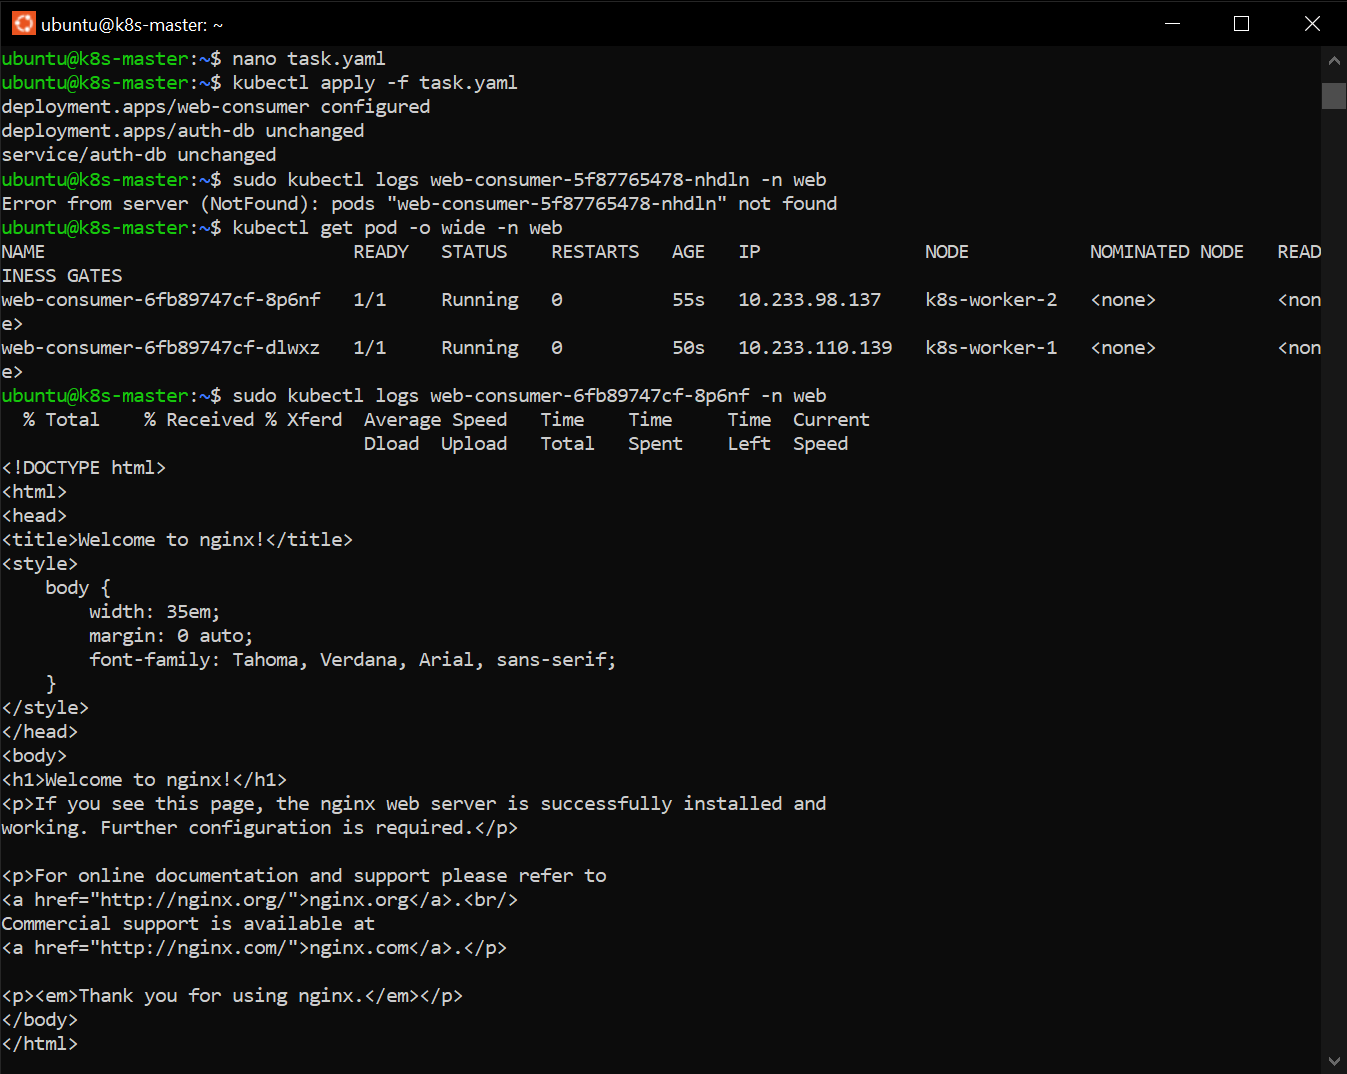 ubuntu@k8s-master: ~
ubuntu@k8s-master:~$ nano task.yaml
ubuntu@k8s-master:~$ kubectl apply -f task.yaml
deployment.apps/web-consumer configured
deployment.apps/auth-db unchanged
service/auth-db unchanged
ubuntu@k8s-master:~$ sudo kubectl logs web-consumer-5f87765478-nhdln -n web
Error from server (NotFound): pods "web-consumer-5f87765478-nhdln" not found
ubuntu@k8s-master:~$ kubectl get pod -o wide -n web
NAME                            READY   STATUS    RESTARTS   AGE   IP               NODE           NOMINATED NODE   READ
INESS GATES
web-consumer-6fb89747cf-8p6nf   1/1     Running   0          55s   10.233.98.137    k8s-worker-2   <none>           <non
e>
web-consumer-6fb89747cf-dlwxz   1/1     Running   0          50s   10.233.110.139   k8s-worker-1   <none>           <non
e>
ubuntu@k8s-master:~$ sudo kubectl logs web-consumer-6fb89747cf-8p6nf -n web
  % Total    % Received % Xferd  Average Speed   Time    Time     Time  Current
                                 Dload  Upload   Total   Spent    Left  Speed
<!DOCTYPE html>
<html>
<head>
<title>Welcome to nginx!</title>
<style>
    body {
        width: 35em;
        margin: 0 auto;
        font-family: Tahoma, Verdana, Arial, sans-serif;
    }
</style>
</head>
<body>
<h1>Welcome to nginx!</h1>
<p>If you see this page, the nginx web server is successfully installed and
working. Further configuration is required.</p>

<p>For online documentation and support please refer to
<a href="http://nginx.org/">nginx.org</a>.<br/>
Commercial support is available at
<a href="http://nginx.com/">nginx.com</a>.</p>

<p><em>Thank you for using nginx.</em></p>
</body>
</html>